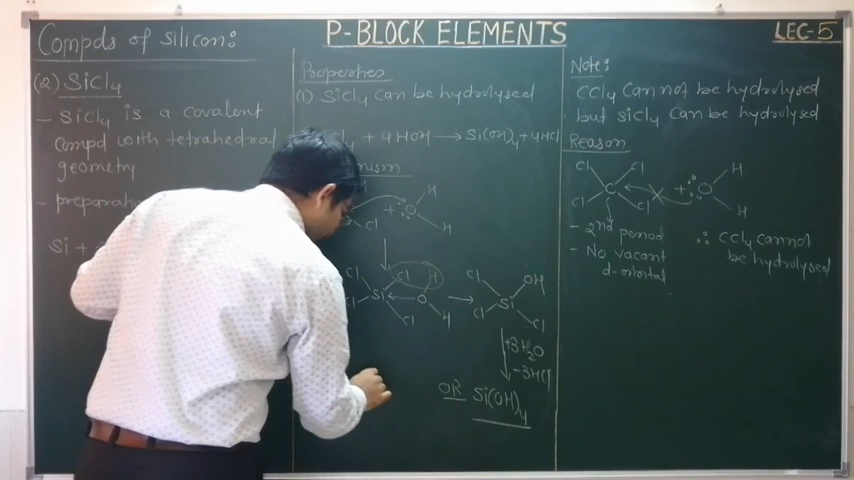 P-BLOCK ELEMENTS
LEC-5
Compds of silicon:
(2) SiCl4
- SiCl4 is a covalent
compd with tetrahedral
geometry
Si +
Properties
(1) SiCl4 can be hydrolysed
+ 4HOH → Si(OH)4 + 4HCl
Cl
+
O
H
H
Cl
Cl
H
Cl
Si
O
Cl
H
Cl
OH
Si
Cl
Cl
+3H2O
-3HCl
OR Si(OH)4
Note:
CCl4 can not be hydrolysed
but SiCl4 can be hydrolysed
Reason
Cl
Cl
C
Cl
Cl
+
O
H
H
- 2nd period
- No vacant
d-orbital
∴ CCl4 cannot
be hydrolysed